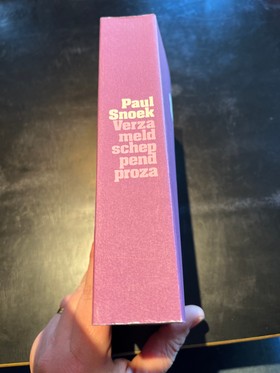 Paul
Snoek
Verza
meld
schep
pend
proza